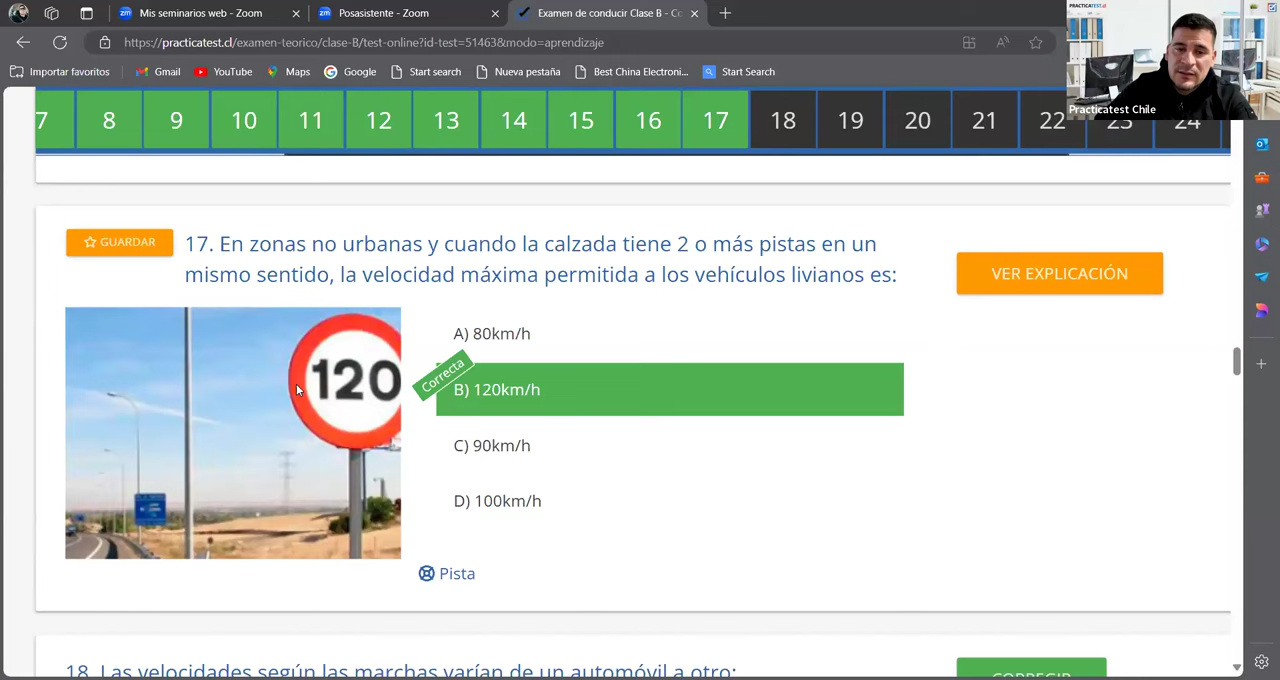 Mis seminarios web - Zoom
Posasistente - Zoom
Examen de conducir Clase B - Co
PRACTICATEST.cl
https://practicatest.cl/examen-teorico/clase-B/test-online?id-test=51463&modo=aprendizaje
Importar favoritos
Gmail
YouTube
Maps
Google
Start search
Nueva pestaña
Best China Electroni...
Start Search
Practicatest Chile
7 8 9 10 11 12 13 14 15 16 17 18 19 20 21 22 23 24
GUARDAR
17. En zonas no urbanas y cuando la calzada tiene 2 o más pistas en un
mismo sentido, la velocidad máxima permitida a los vehículos livianos es:
VER EXPLICACIÓN
120
A) 80km/h
Correcta
B) 120km/h
C) 90km/h
D) 100km/h
Pista
18. Las velocidades según las marchas varían de un automóvil a otro:
CORREGIR